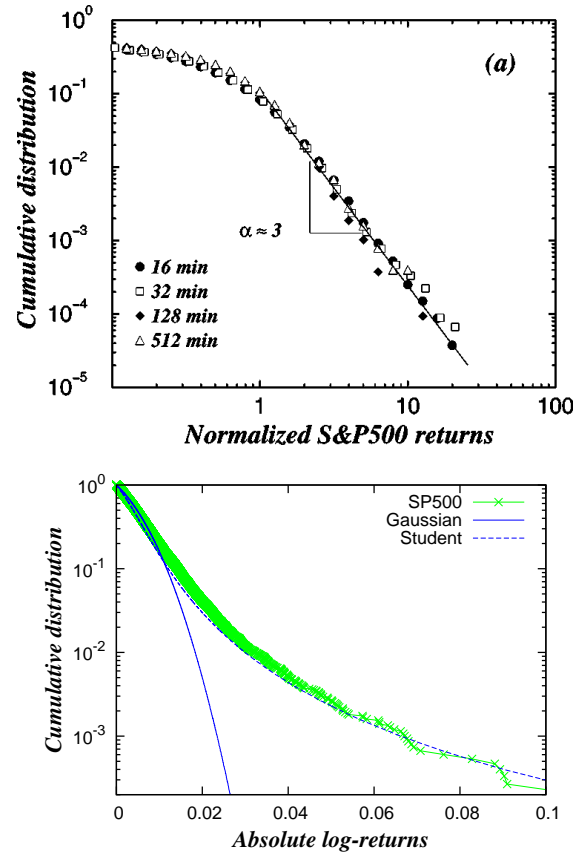 10^0
(a)
10^-1
Cumulative distribution
10^-2
α ≈ 3
10^-3
16 min
32 min
10^-4
128 min
512 min
10^-5
1 10 100
Normalized S&P500 returns
10^0
SP500
Gaussian
Student
10^-1
Cumulative distribution
10^-2
10^-3
0 0.02 0.04 0.06 0.08 0.1
Absolute log-returns